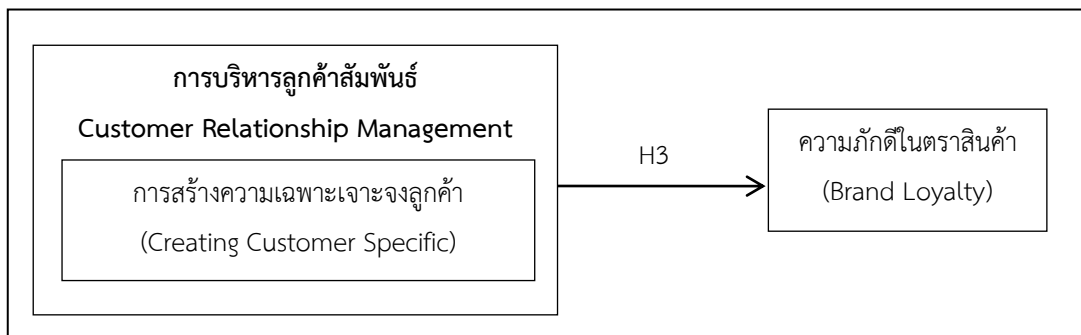 การบริหารลูกค้าสัมพันธ์
Customer Relationship Management
การสร้างความเฉพาะเจาะจงลูกค้า
(Creating Customer Specific)
H3
ความภักดีในตราสินค้า
(Brand Loyalty)